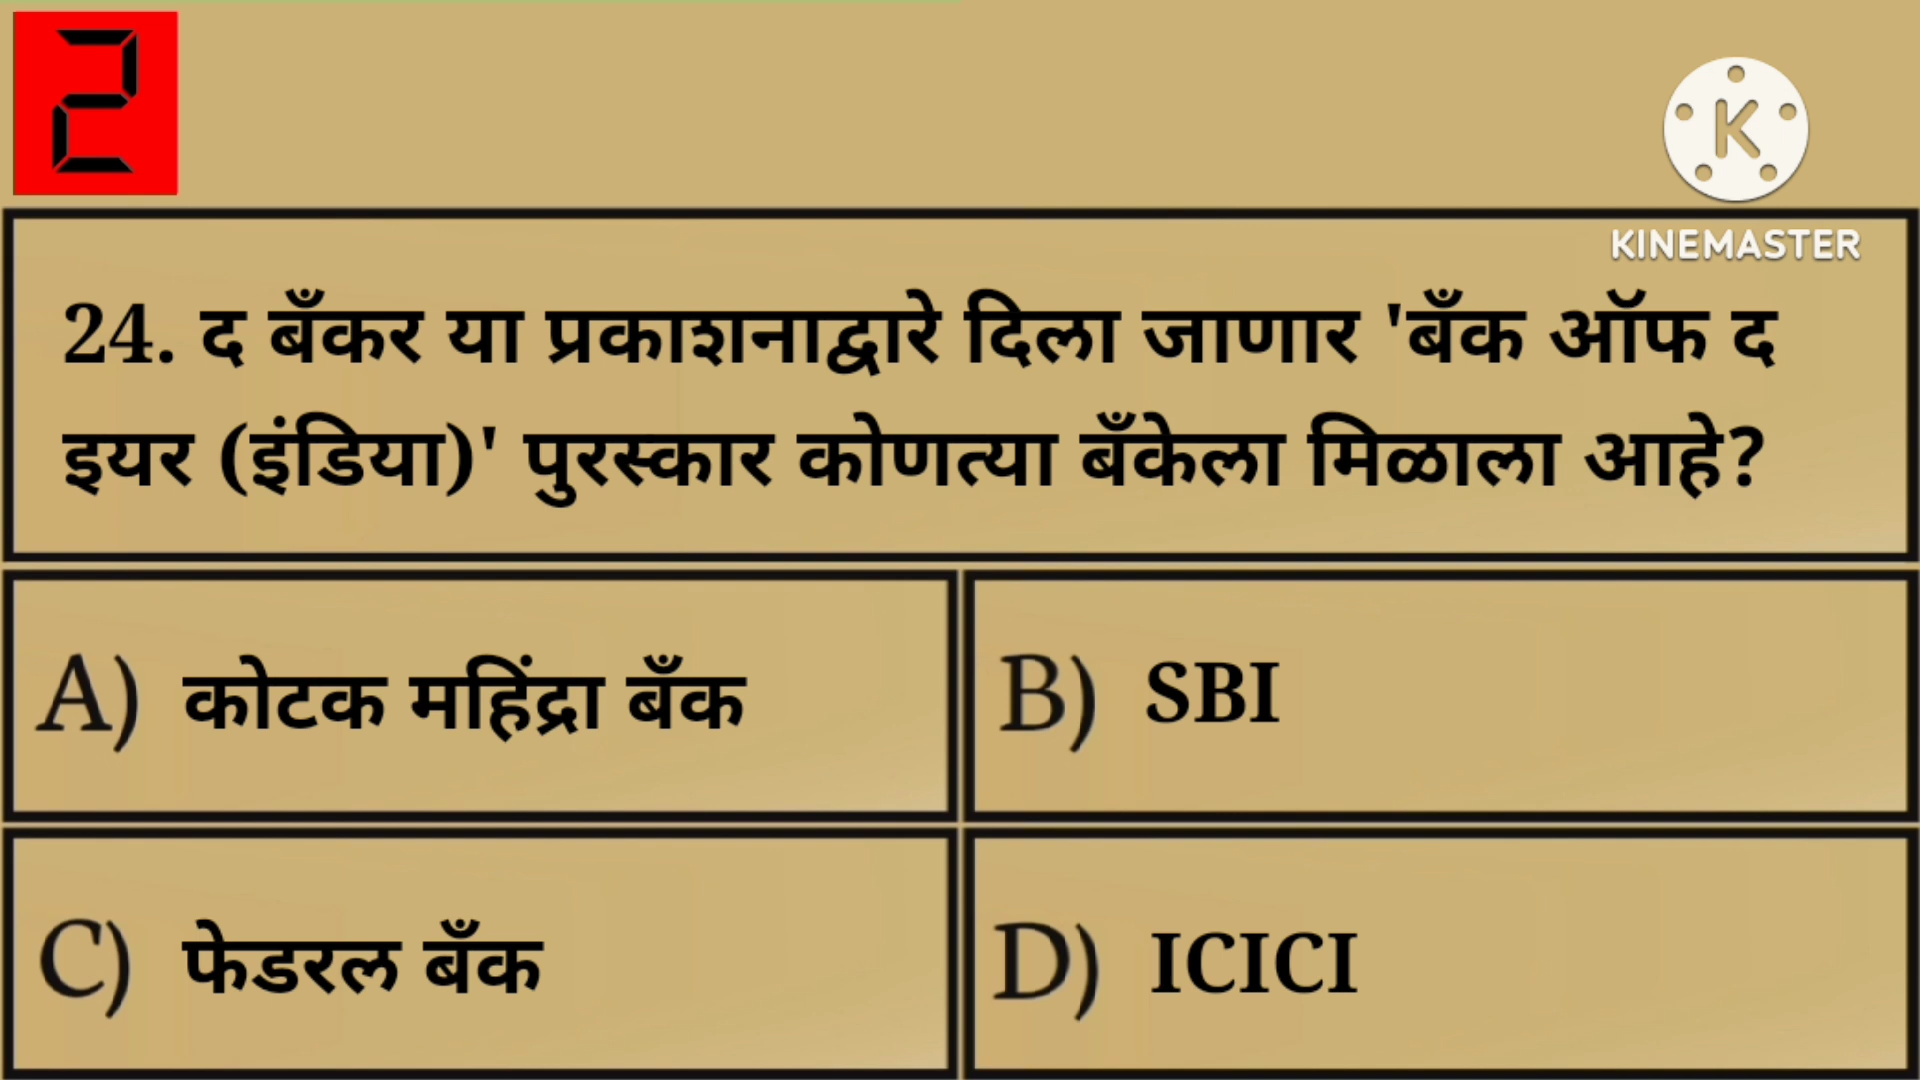 2
K
KINEMASTER
24. द बँकर या प्रकाशनाद्वारे दिला जाणार 'बँक ऑफ द
इयर (इंडिया)' पुरस्कार कोणत्या बँकेला मिळाला आहे?
A) कोटक महिंद्रा बँक
B) SBI
C) फेडरल बँक
D) ICICI